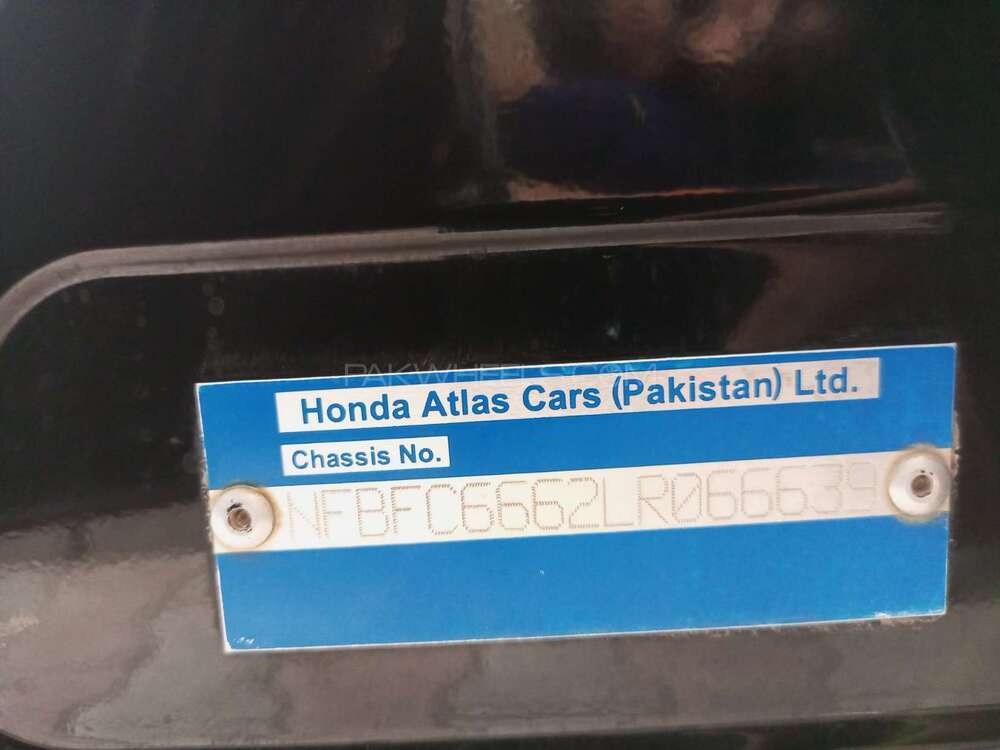 PAKWHEELS.COM
Honda Atlas Cars (Pakistan) Ltd.
Chassis No.
NFBFC6662LR066639